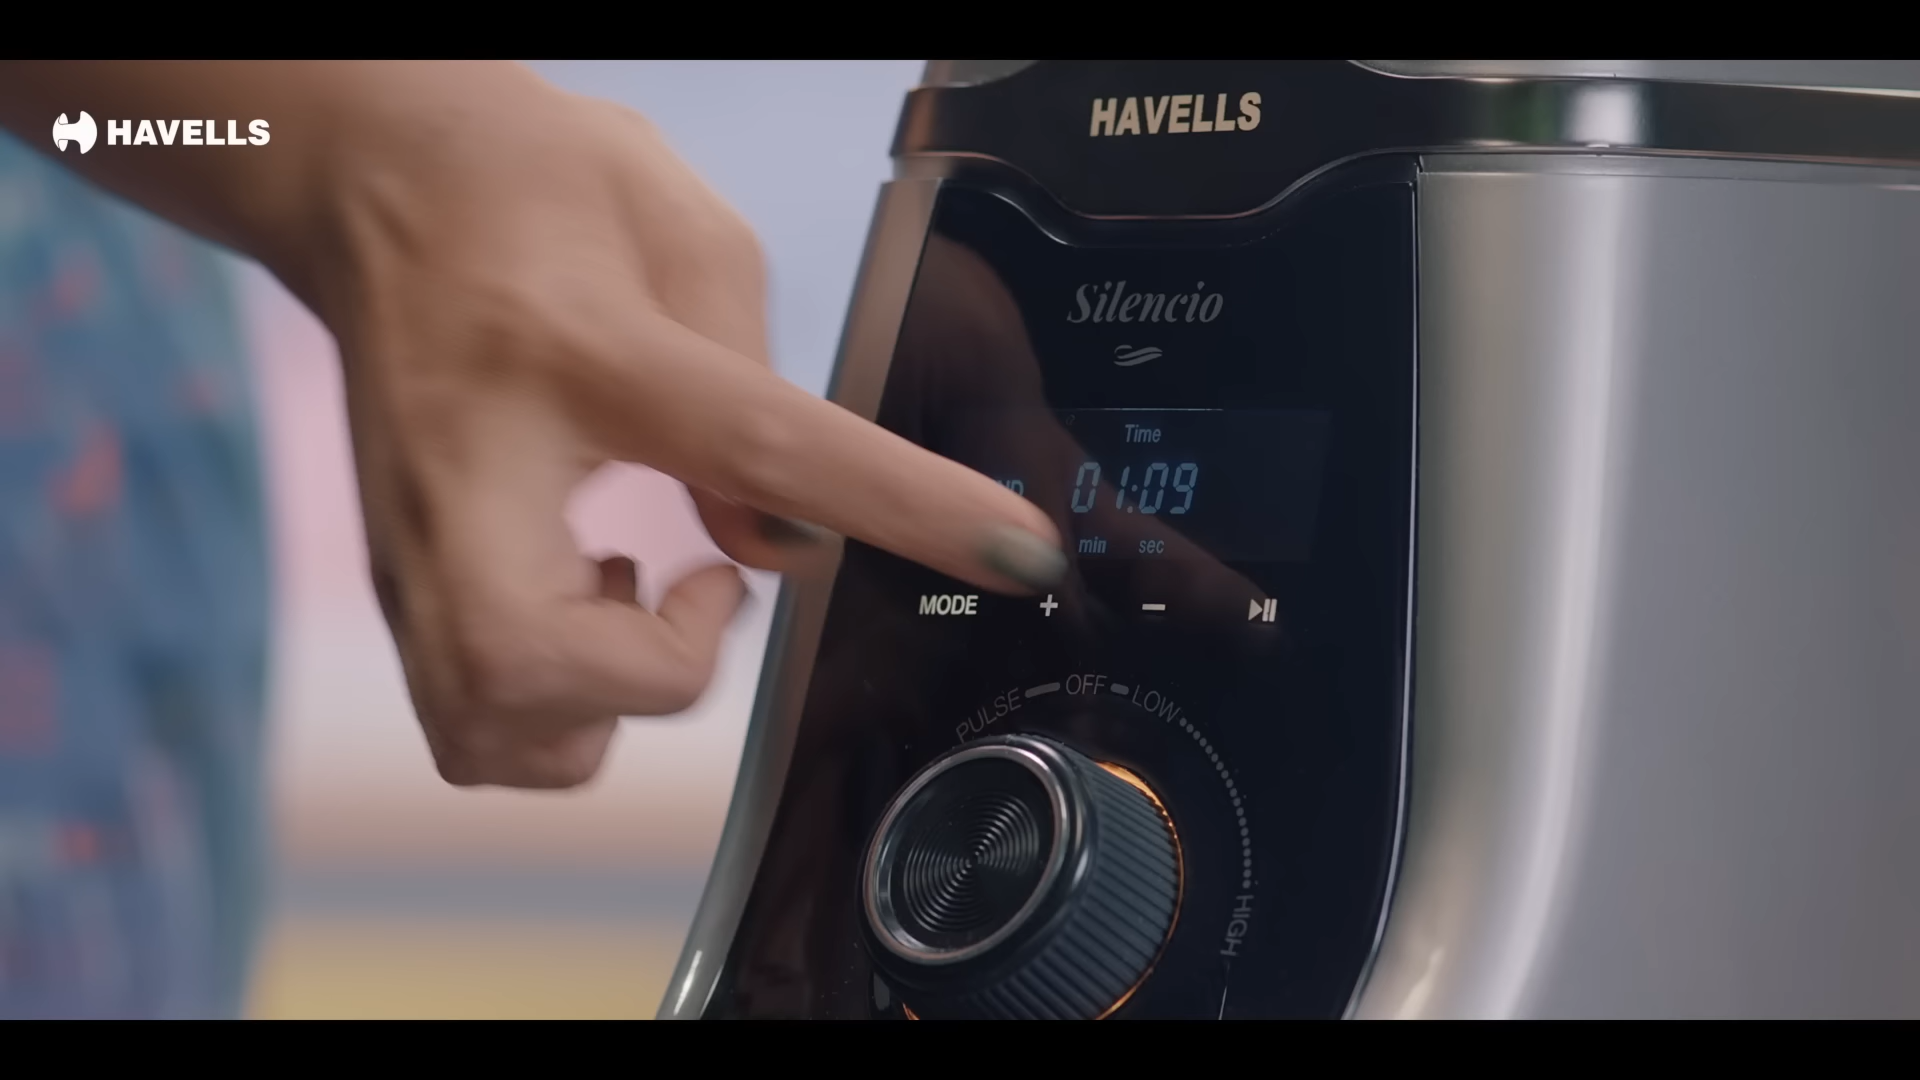 HAVELLS
HAVELLS
Silencio
Time
01:09
min sec
MODE + −
PULSE OFF LOW
HIGH